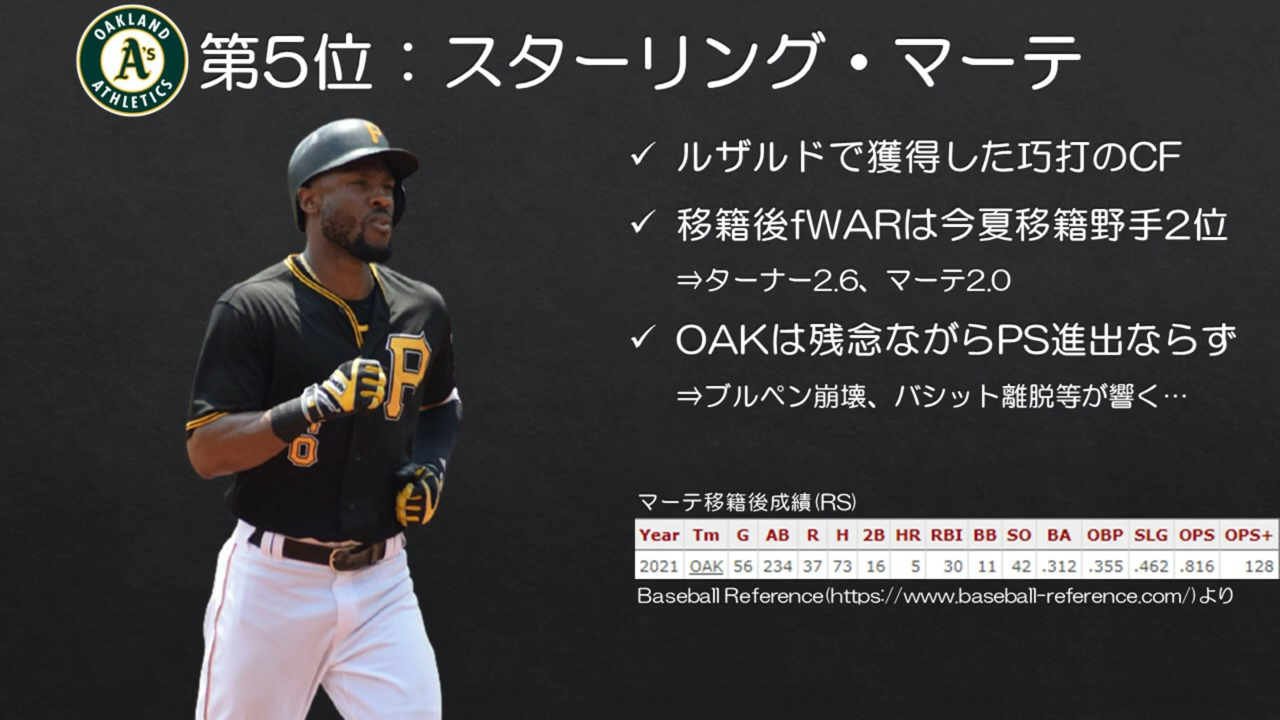 OAKLAND
A's
ATHLETICS
第5位：スターリング・マーテ
P
✓ ルザルドで獲得した巧打のCF
✓ 移籍後fWARは今夏移籍野手2位
⇒ターナー2.6、マーテ2.0
P
✓ OAKは残念ながらPS進出ならず
⇒ブルペン崩壊、バシット離脱等が響く…
マーテ移籍後成績(RS)
Year Tm G AB R H 2B HR RBI BB SO BA OBP SLG OPS OPS+
2021 OAK 56 234 37 73 16 5 30 11 42 .312 .355 .462 .816 128
Baseball Reference(https://www.baseball-reference.com/)より